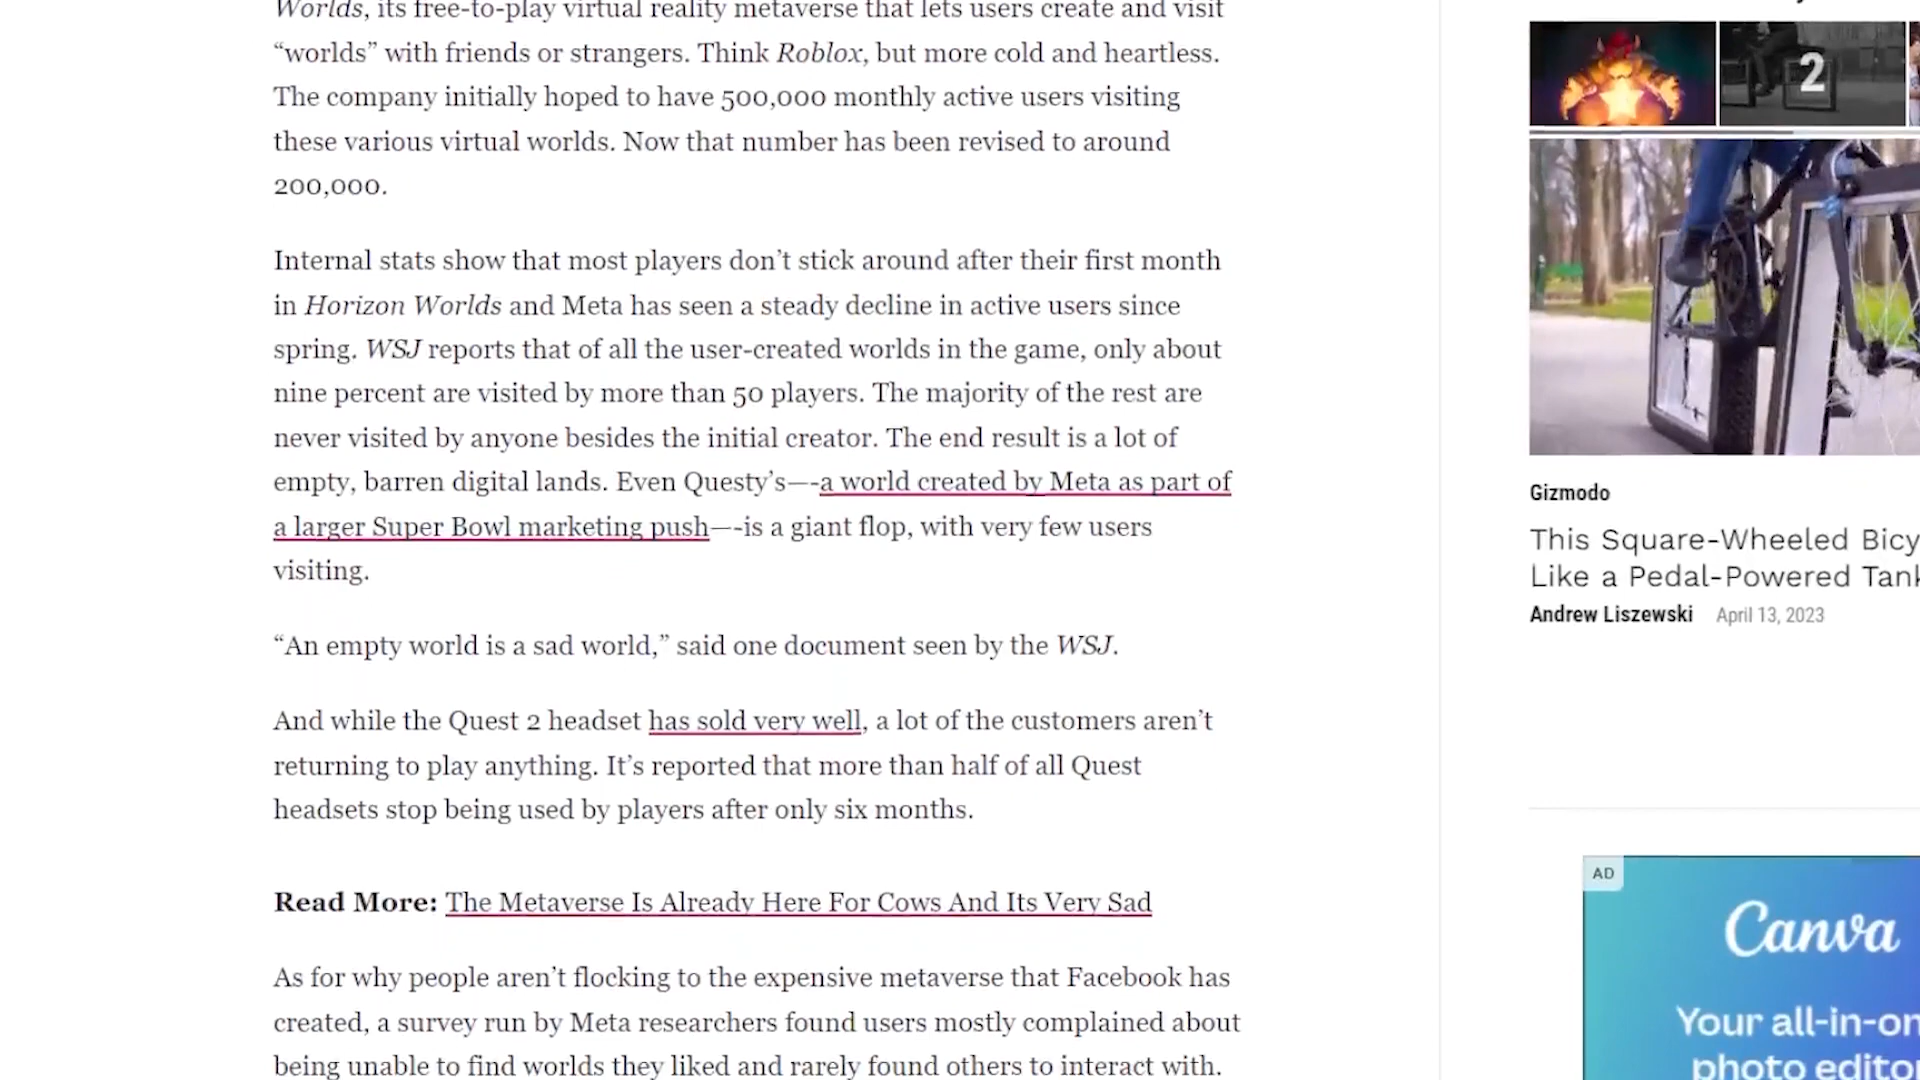 Worlds, its free-to-play virtual reality metaverse that lets users create and visit
“worlds” with friends or strangers. Think Roblox, but more cold and heartless.
The company initially hoped to have 500,000 monthly active users visiting
these various virtual worlds. Now that number has been revised to around
200,000.
Internal stats show that most players don’t stick around after their first month
in Horizon Worlds and Meta has seen a steady decline in active users since
spring. WSJ reports that of all the user-created worlds in the game, only about
nine percent are visited by more than 50 players. The majority of the rest are
never visited by anyone besides the initial creator. The end result is a lot of
empty, barren digital lands. Even Questy’s—-a world created by Meta as part of
a larger Super Bowl marketing push—-is a giant flop, with very few users
visiting.
“An empty world is a sad world,” said one document seen by the WSJ.
And while the Quest 2 headset has sold very well, a lot of the customers aren’t
returning to play anything. It’s reported that more than half of all Quest
headsets stop being used by players after only six months.
Read More: The Metaverse Is Already Here For Cows And Its Very Sad
As for why people aren’t flocking to the expensive metaverse that Facebook has
created, a survey run by Meta researchers found users mostly complained about
being unable to find worlds they liked and rarely found others to interact with.
2
Gizmodo
This Square-Wheeled Bicy
Like a Pedal-Powered Tank
Andrew Liszewski April 13, 2023
AD
Canva
Your all-in-on
photo editor